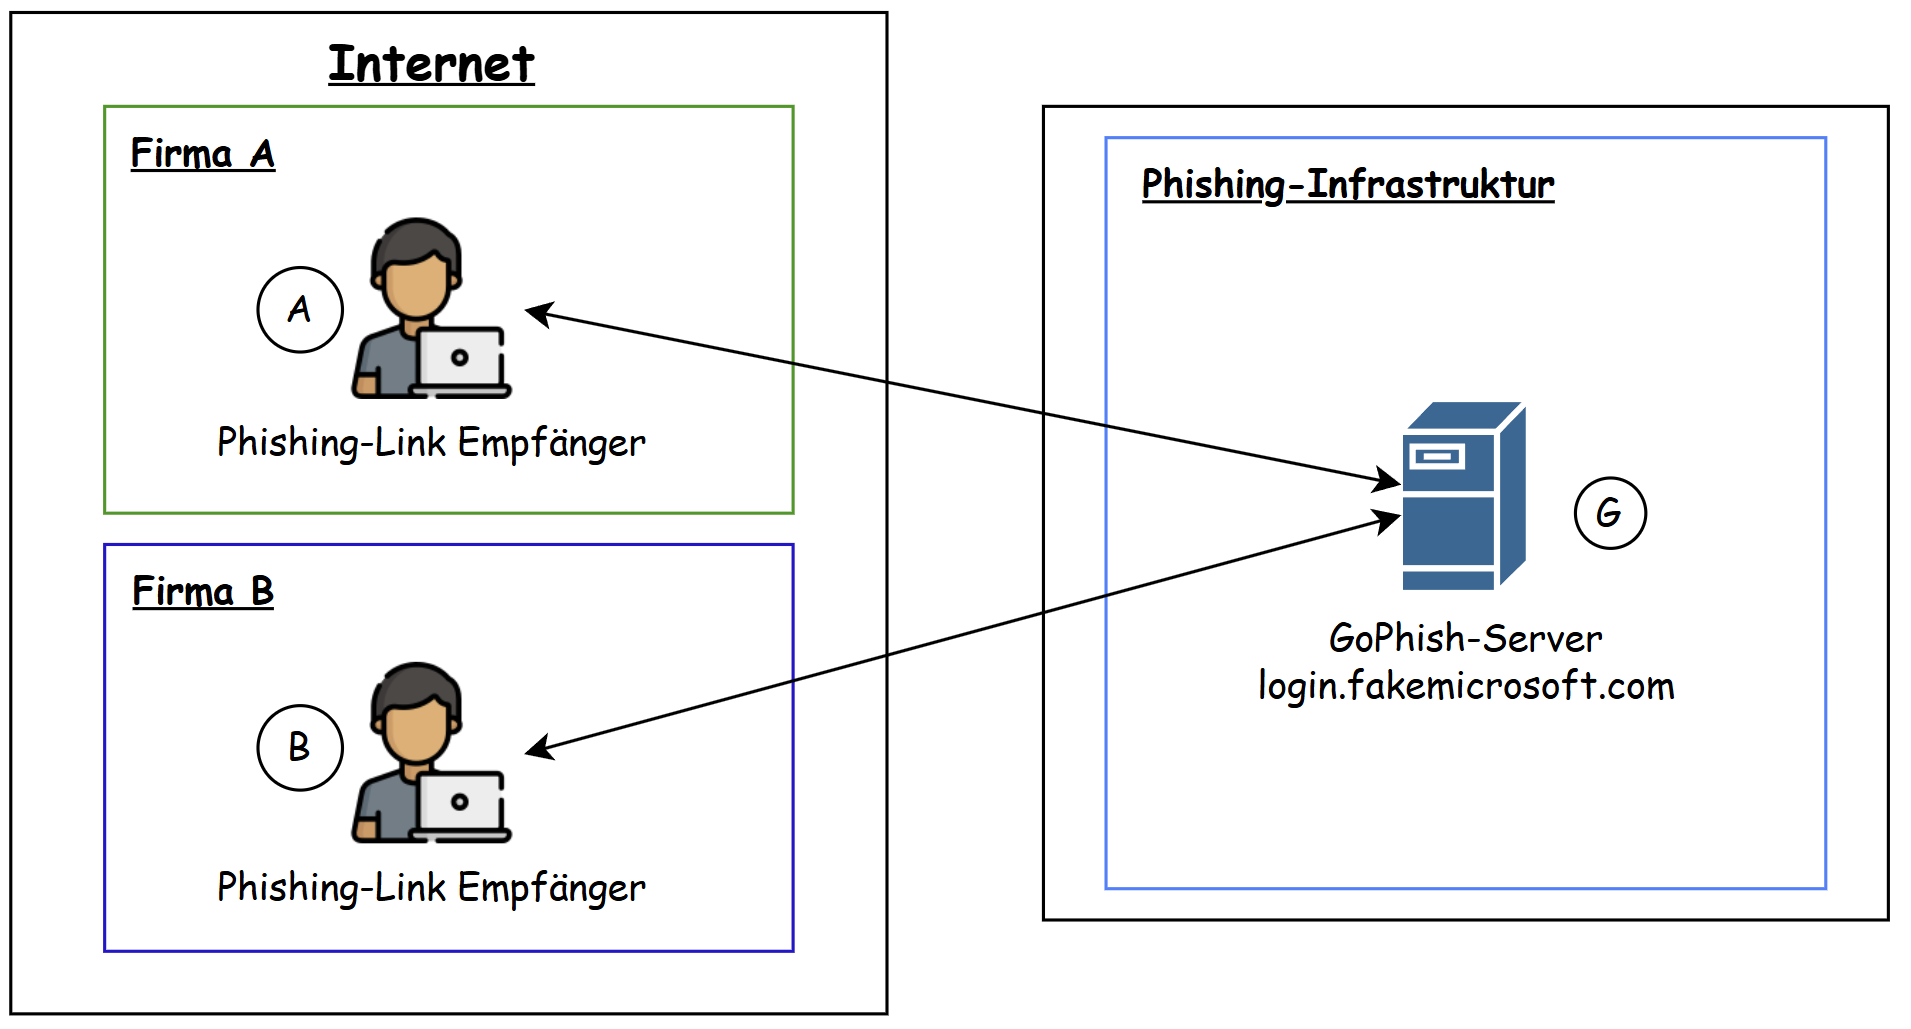 Internet
Firma A
A
Phishing-Link Empfänger
Firma B
B
Phishing-Link Empfänger
Phishing-Infrastruktur
G
GoPhish-Server
login.fakemicrosoft.com